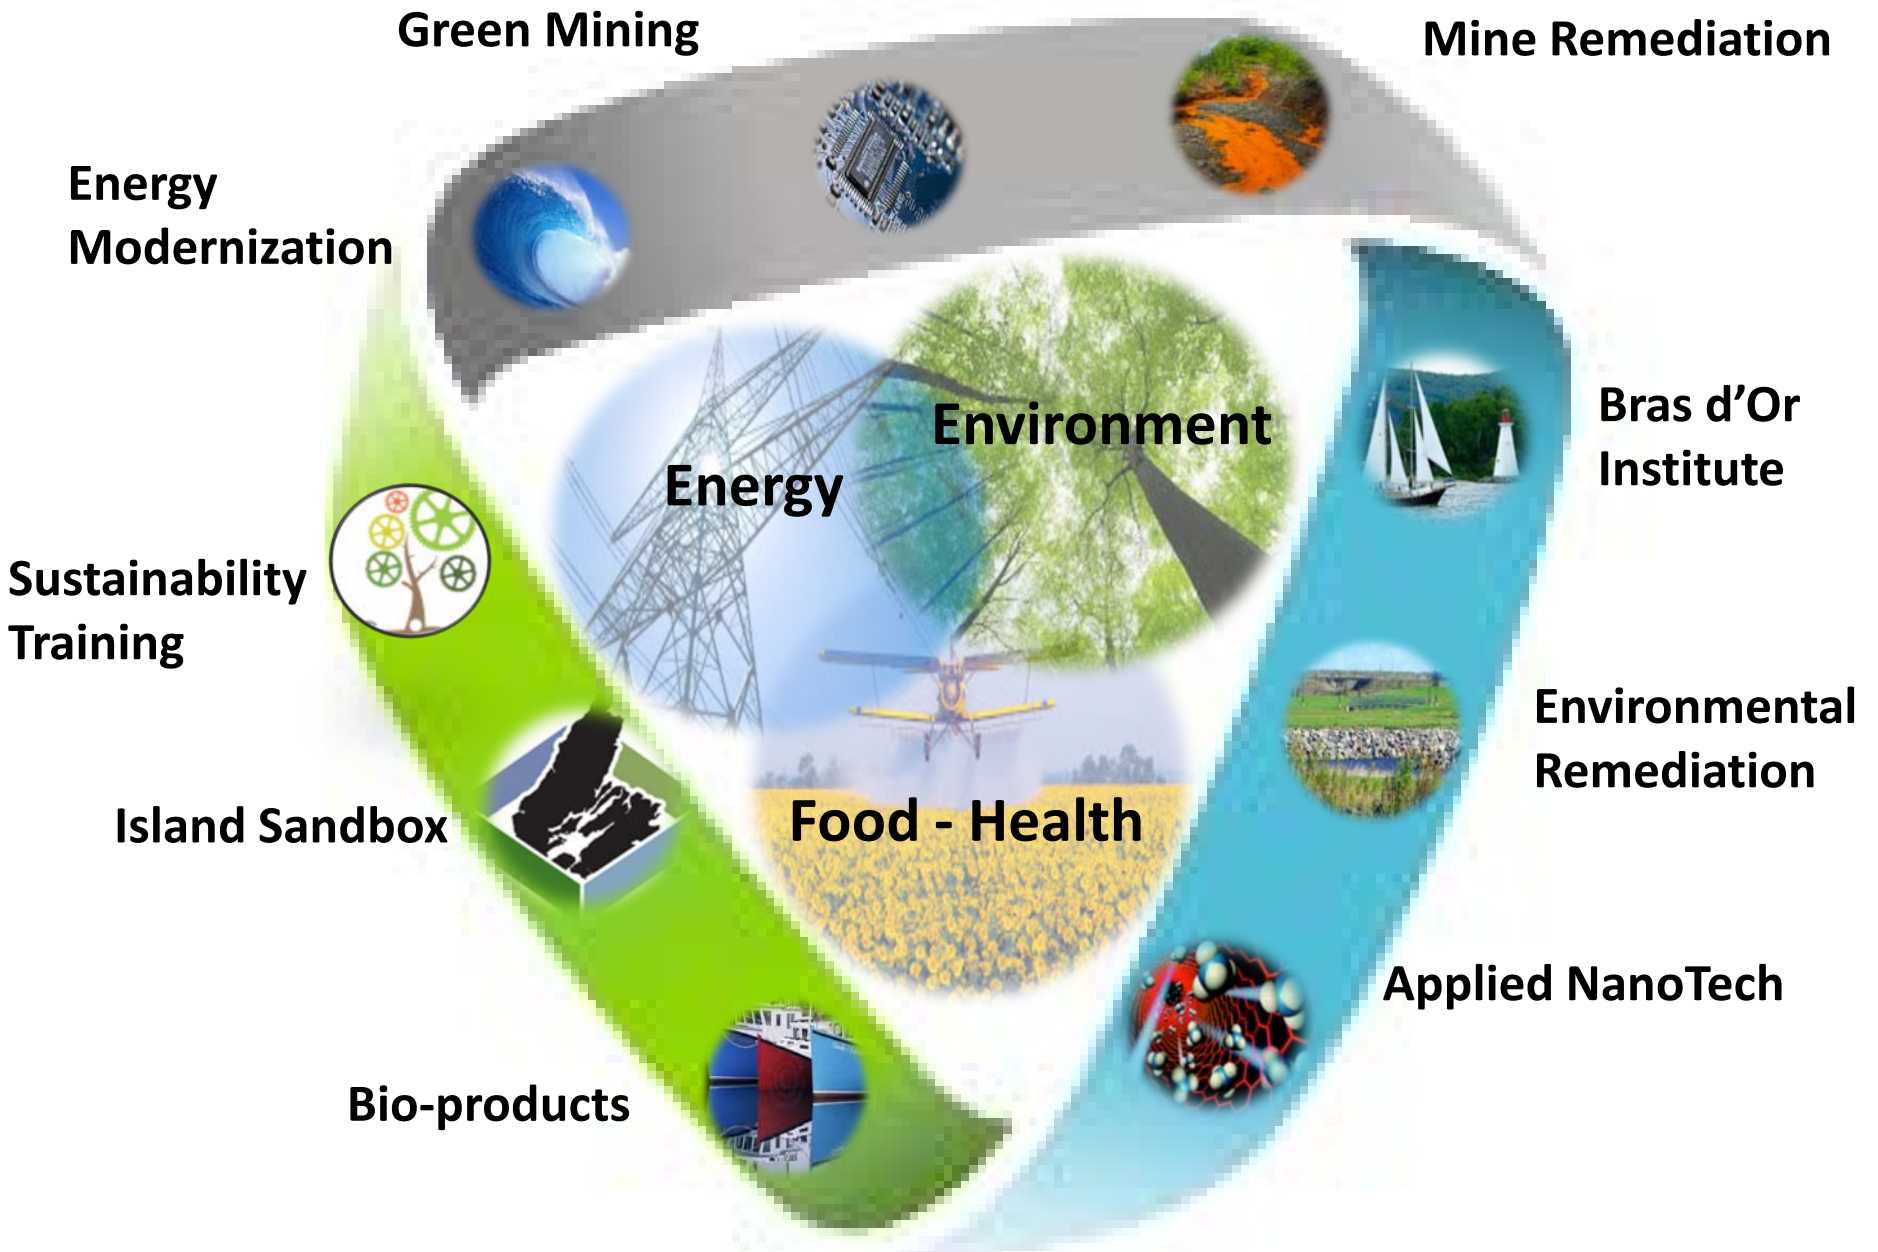 Green Mining
Mine Remediation
Energy
Modernization
Bras d’Or
Institute
Environment
Energy
Sustainability
Training
Environmental
Remediation
Island Sandbox
Food - Health
Applied NanoTech
Bio-products